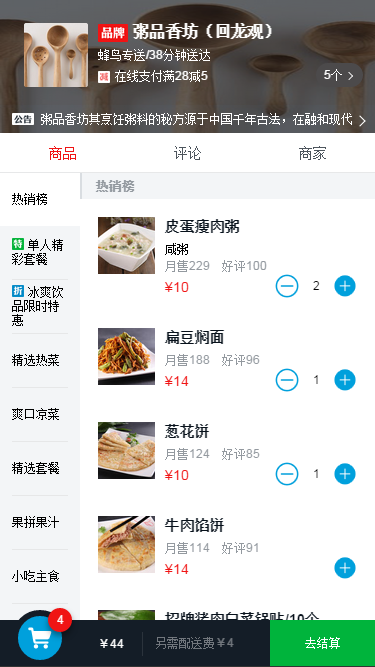 品牌 粥品香坊（回龙观）
蜂鸟专送/38分钟送达
减 在线支付满28减5
5个 >
公告 粥品香坊其烹饪粥料的秘方源于中国千年古法，在融和现代 >
商品 评论 商家
热销榜
特 单人精
彩套餐
折 冰爽饮
品限时特
惠
精选热菜
爽口凉菜
精选套餐
果拼果汁
小吃主食
热销榜
皮蛋瘦肉粥
咸粥
月售229 好评100
¥10
2
扁豆焖面
月售188 好评96
¥14
1
葱花饼
月售124 好评85
¥10
1
牛肉馅饼
月售114 好评91
¥14
招牌猪肉白菜锅贴/10个
4
¥44
另需配送费¥4
去结算